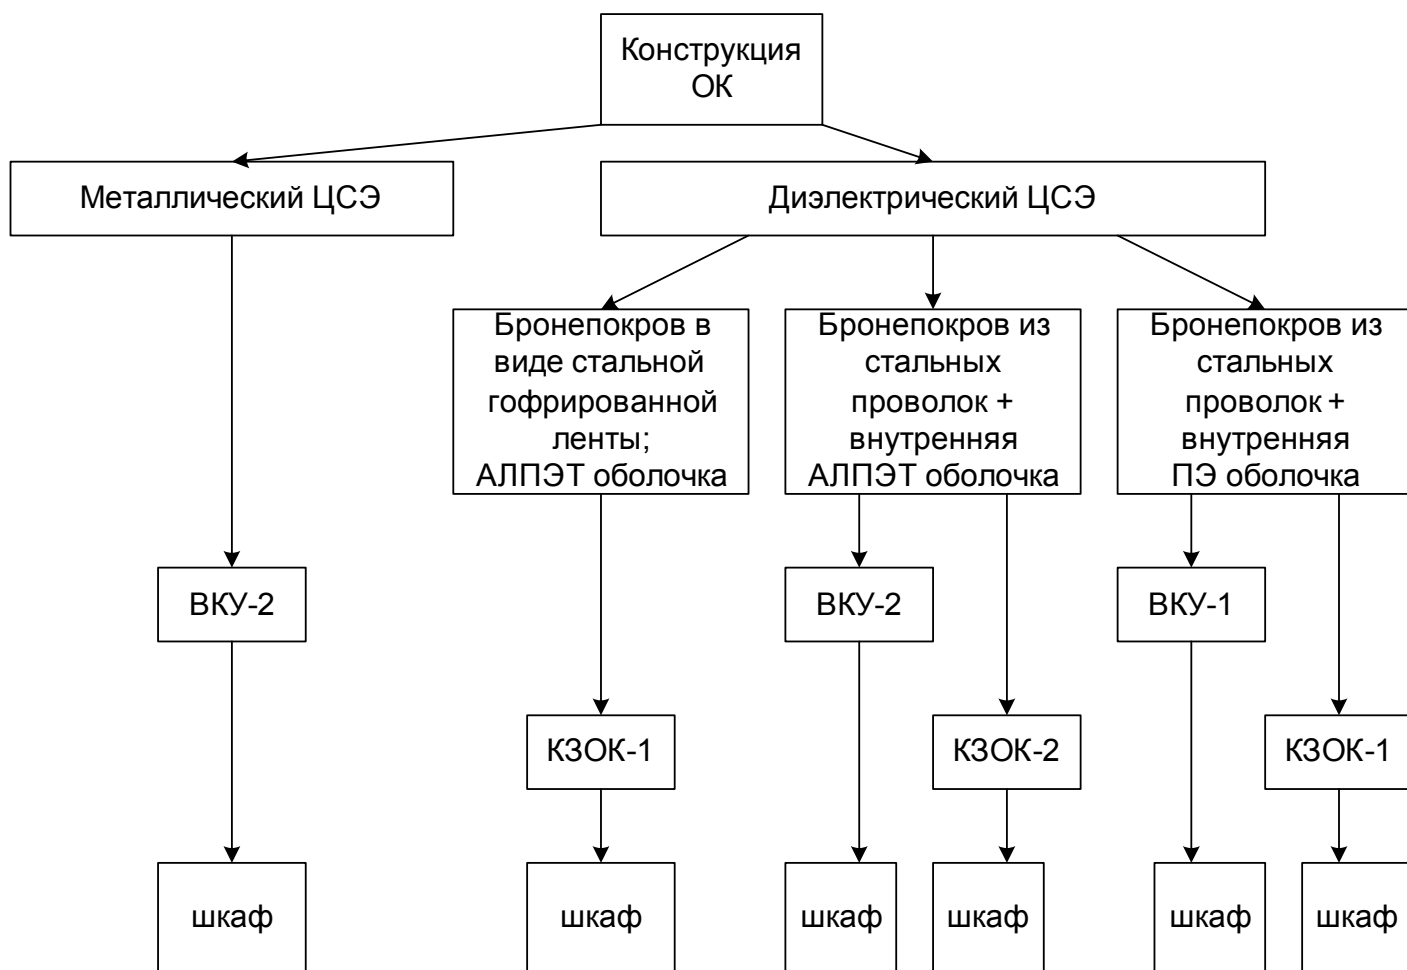 Конструкция
ОК
Металлический ЦСЭ
Диэлектрический ЦСЭ
Бронепокров в
виде стальной
гофрированной
ленты;
АЛПЭТ оболочка
Бронепокров из
стальных
проволок +
внутренняя
АЛПЭТ оболочка
Бронепокров из
стальных
проволок +
внутренняя
ПЭ оболочка
ВКУ-2
ВКУ-2
ВКУ-1
КЗОК-1
КЗОК-2
КЗОК-1
шкаф
шкаф
шкаф
шкаф
шкаф
шкаф